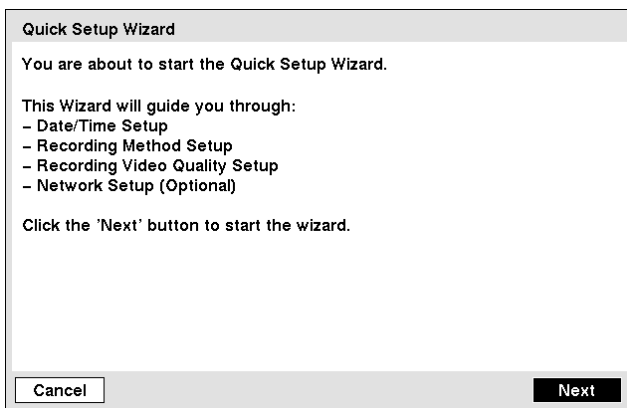 Quick Setup Wizard
You are about to start the Quick Setup Wizard.
This Wizard will guide you through:
– Date/Time Setup
– Recording Method Setup
– Recording Video Quality Setup
– Network Setup (Optional)
Click the 'Next' button to start the wizard.
Cancel
Next